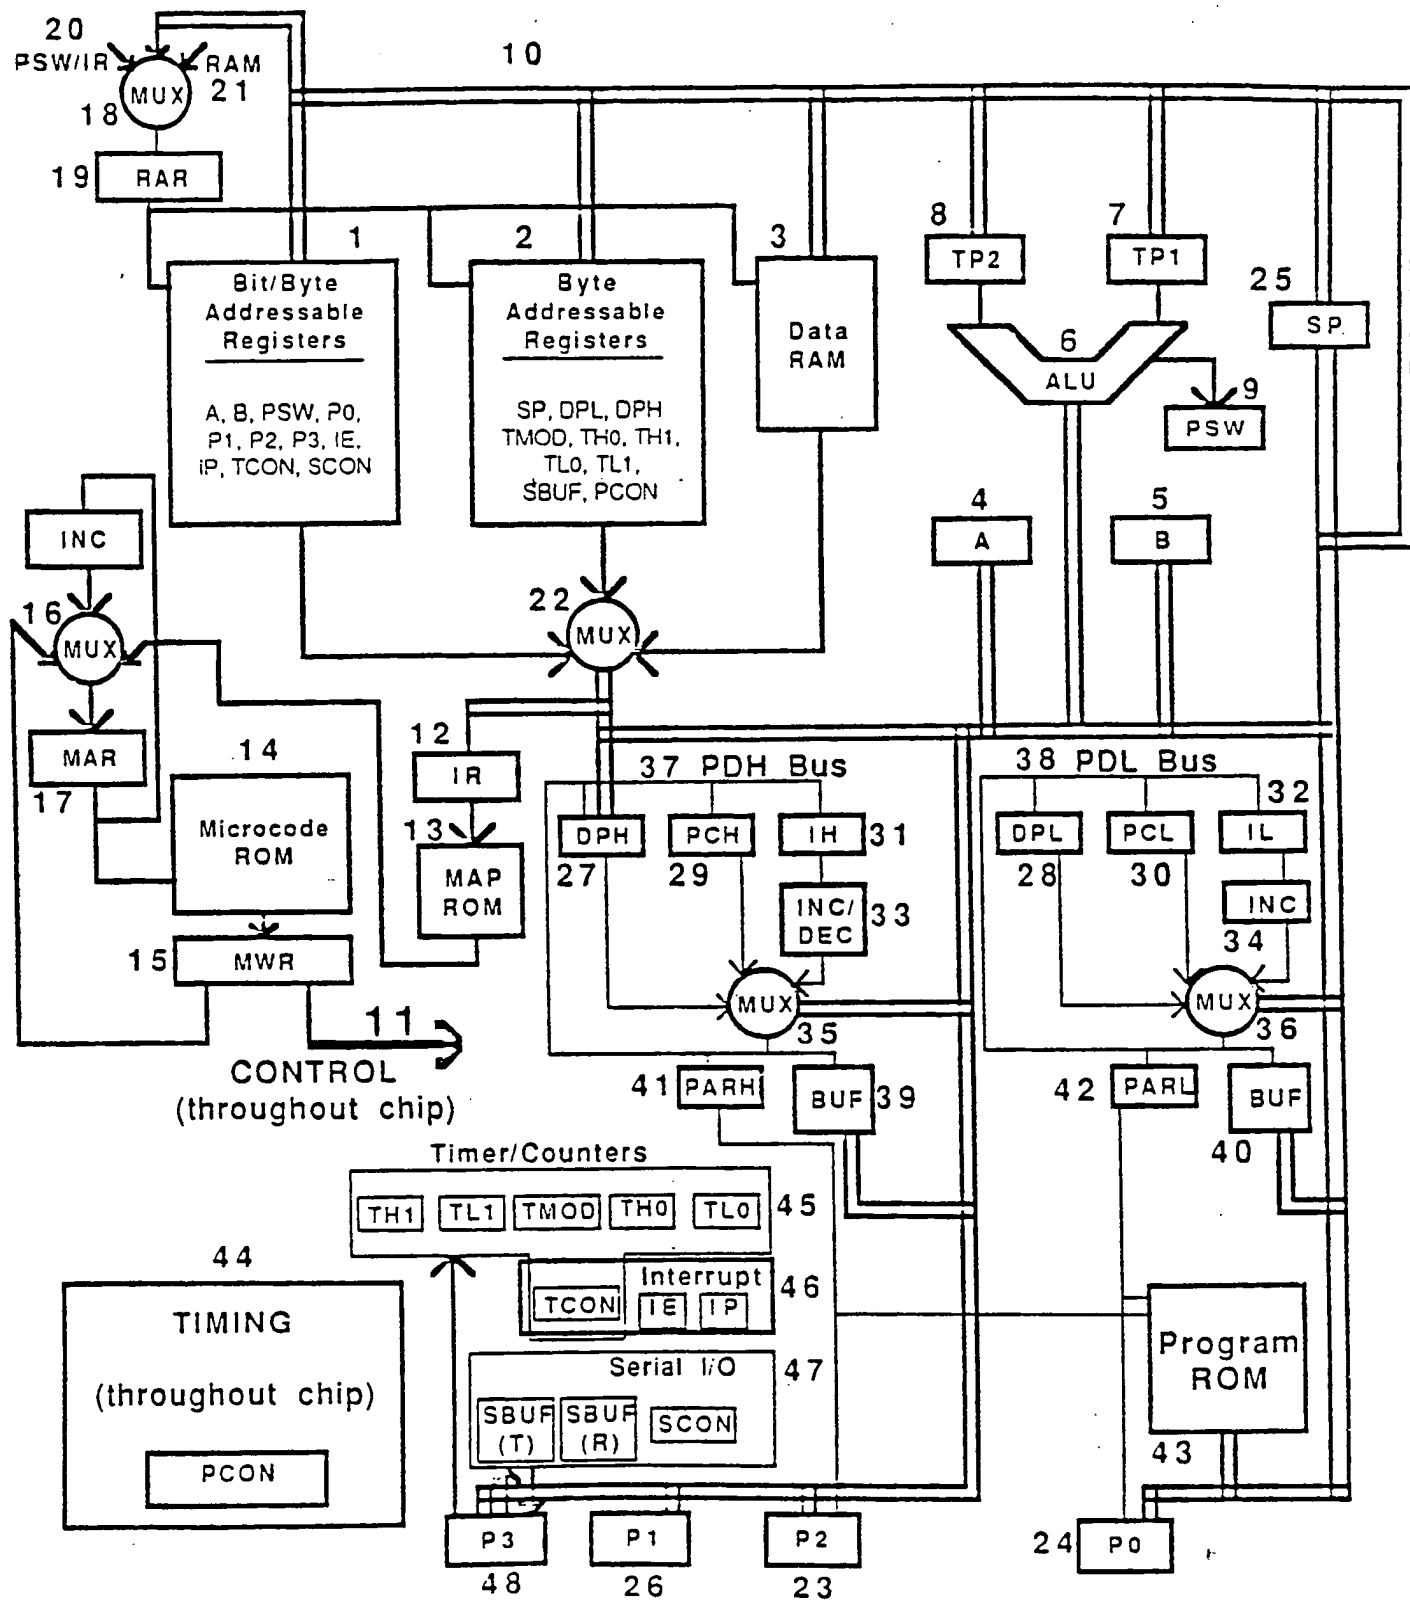 20
PSW/IR
RAM
21
MUX
18
19
RAR
10
1
Bit/Byte
Addressable
Registers
A, B, PSW, P0,
P1, P2, P3, IE,
IP, TCON, SCON
2
Byte
Addressable
Registers
SP, DPL, DPH
TMOD, TH0, TH1,
TL0, TL1,
SBUF, PCON
3
Data
RAM
8
TP2
7
TP1
6
ALU
9
PSW
25
SP
4
A
5
B
INC
16
MUX
MAR
17
22
MUX
12
IR
13
MAP
ROM
14
Microcode
ROM
15
MWR
11
CONTROL
(throughout chip)
37 PDH Bus
DPH
27
PCH
29
IH
31
INC/
DEC
33
MUX
35
41
PARH
BUF
39
38 PDL Bus
32
DPL
28
PCL
30
IL
INC
34
MUX
36
42
PARL
BUF
40
Timer/Counters
TH1
TL1
TMOD
TH0
TL0
45
Interrupt
TCON
IE
IP
46
Serial I/O
47
SBUF
(T)
SBUF
(R)
SCON
44
TIMING
(throughout chip)
PCON
Program
ROM
43
P3
48
P1
26
P2
23
24
P0